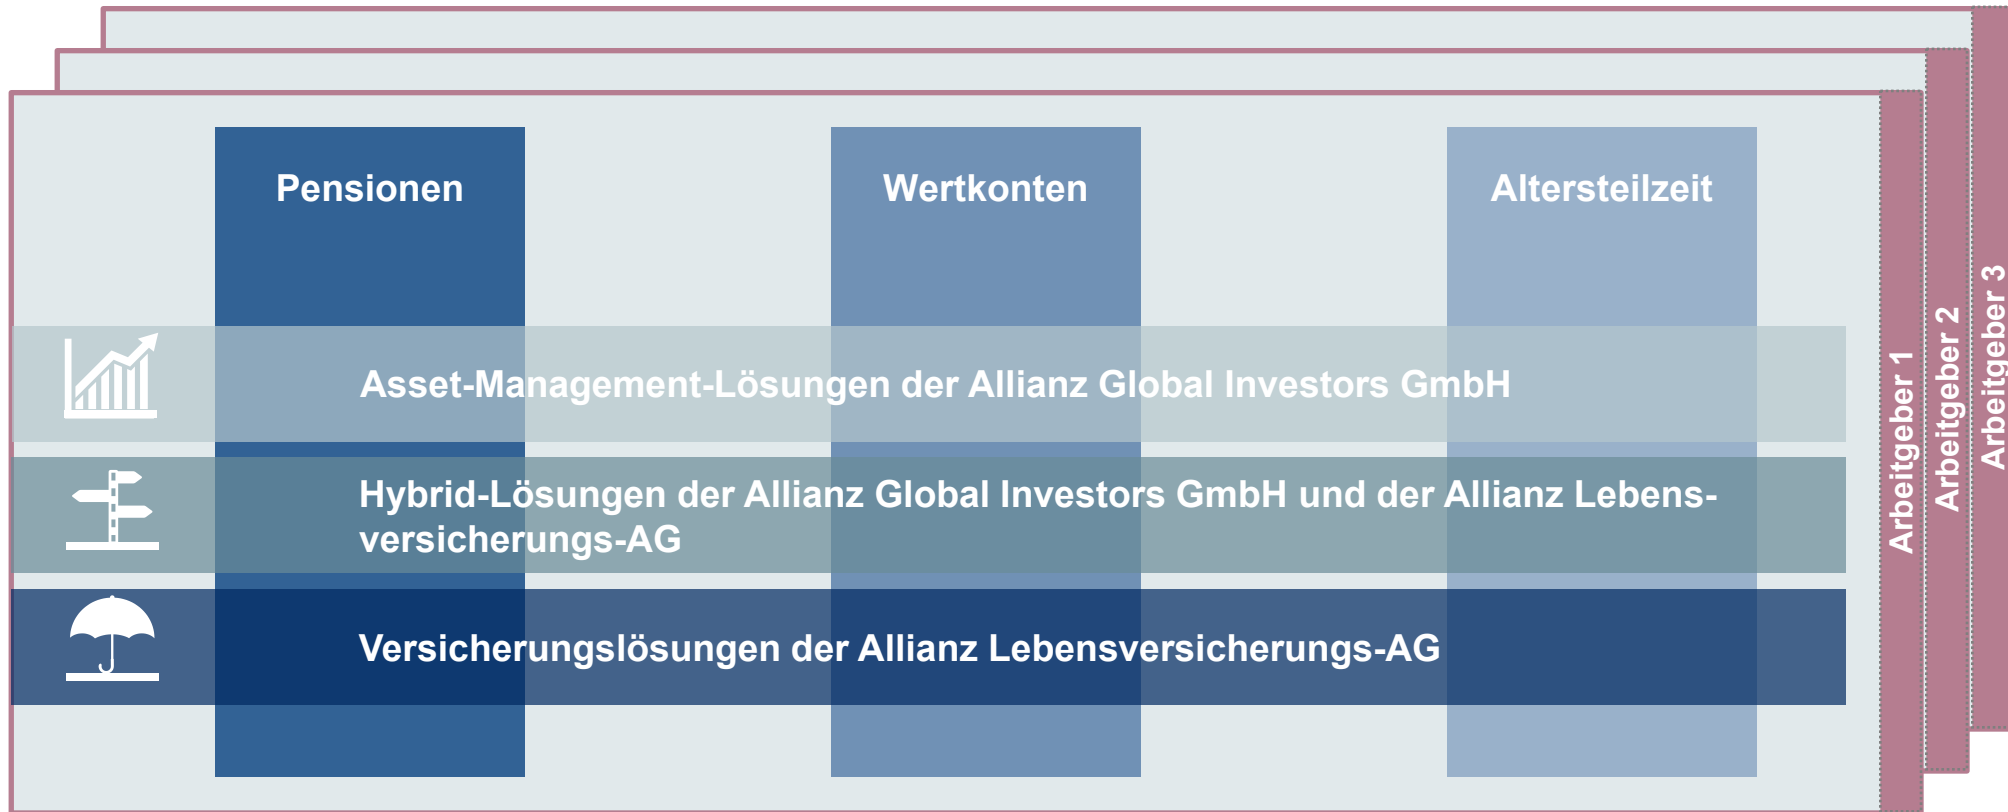 Pensionen
Wertkonten
Altersteilzeit
Asset-Management-Lösungen der Allianz Global Investors GmbH
Hybrid-Lösungen der Allianz Global Investors GmbH und der Allianz Lebens-
versicherungs-AG
Versicherungslösungen der Allianz Lebensversicherungs-AG
Arbeitgeber 1
Arbeitgeber 2
Arbeitgeber 3